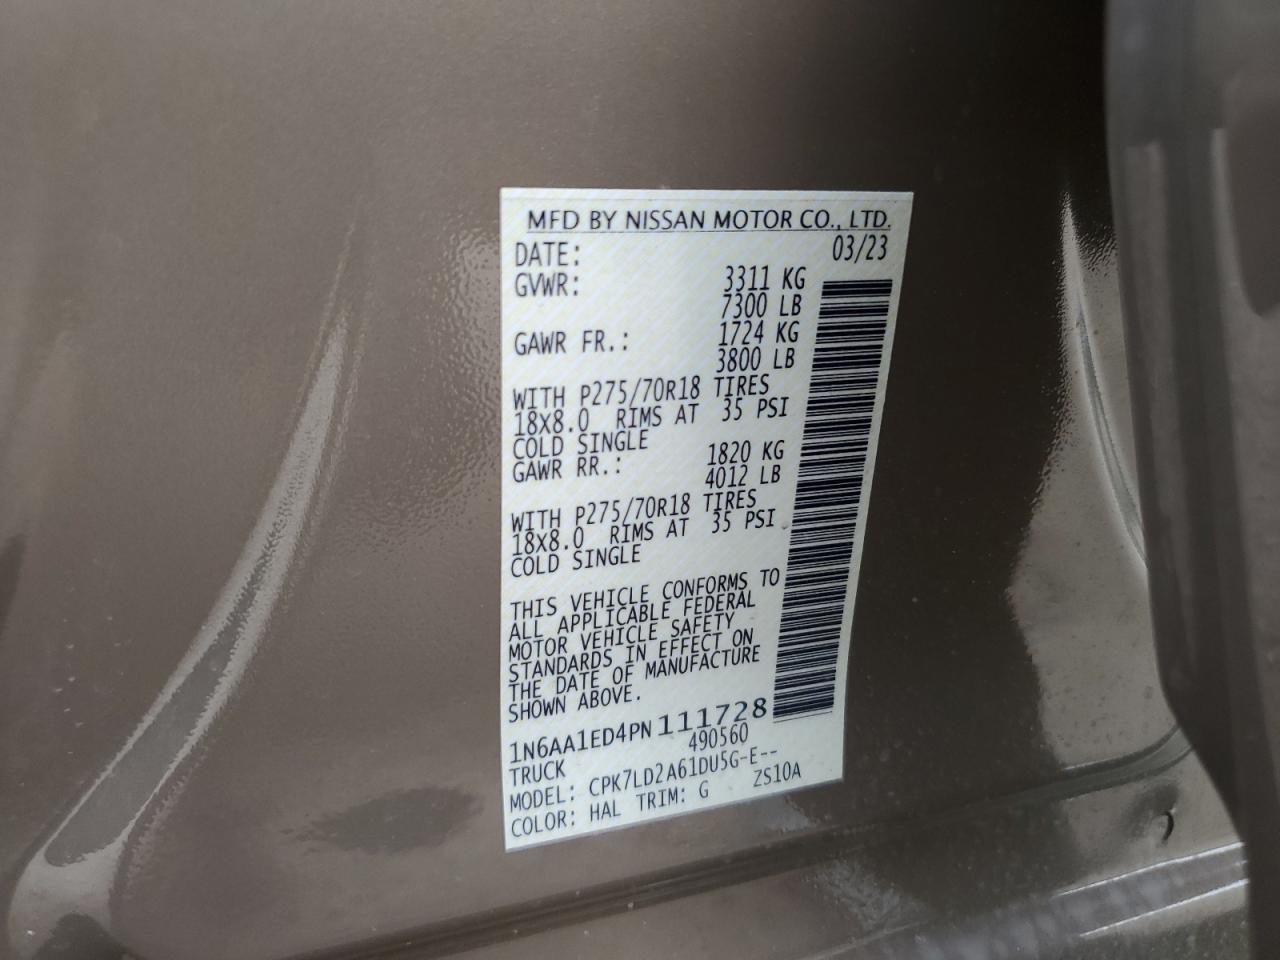 MFD BY NISSAN MOTOR CO., LTD.
DATE: 03/23
GVWR: 3311 KG
7300 LB
GAWR FR.: 1724 KG
3800 LB
WITH P275/70R18 TIRES
18X8.0 RIMS AT 35 PSI
COLD SINGLE
GAWR RR.: 1820 KG
4012 LB
WITH P275/70R18 TIRES
18X8.0 RIMS AT 35 PSI
COLD SINGLE
THIS VEHICLE CONFORMS TO
ALL APPLICABLE FEDERAL
MOTOR VEHICLE SAFETY
STANDARDS IN EFFECT ON
THE DATE OF MANUFACTURE
SHOWN ABOVE.
1N6AA1ED4PN111728
TRUCK 490560
MODEL: CPK7LD2A61DU5G-E--
COLOR: HAL TRIM: G ZS10A